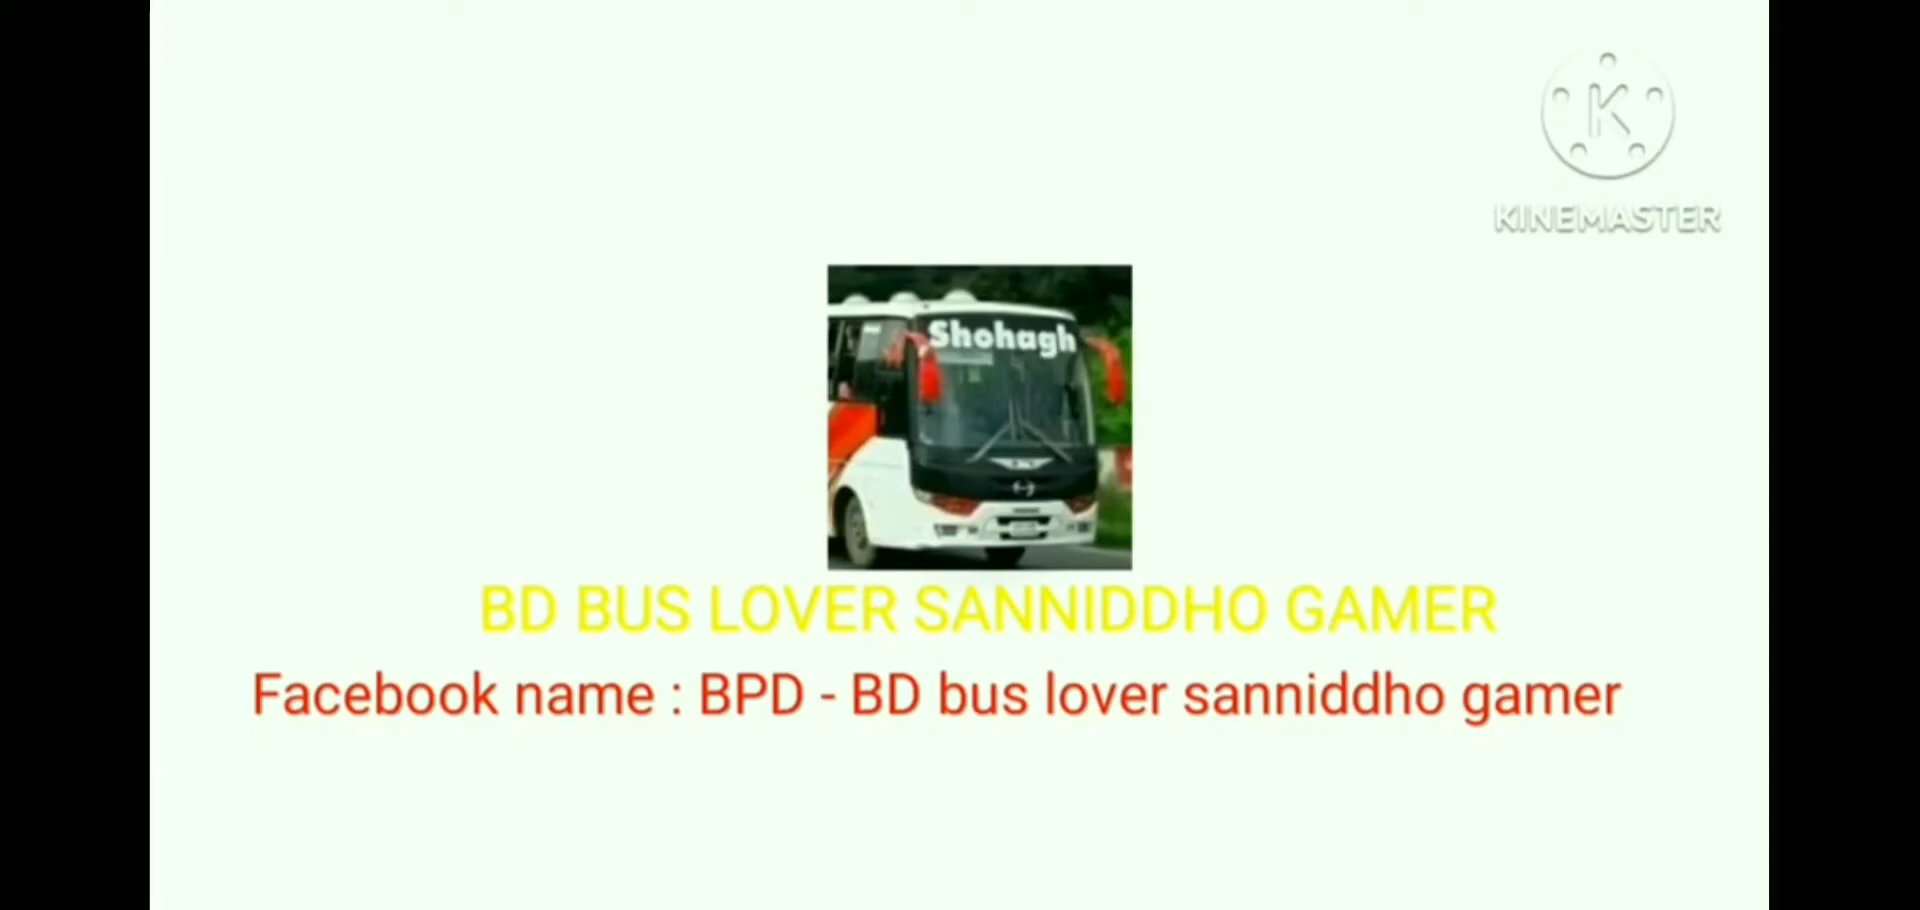 KINEMASTER
Shohagh
BD BUS LOVER SANNIDDHO GAMER
Facebook name : BPD - BD bus lover sanniddho gamer